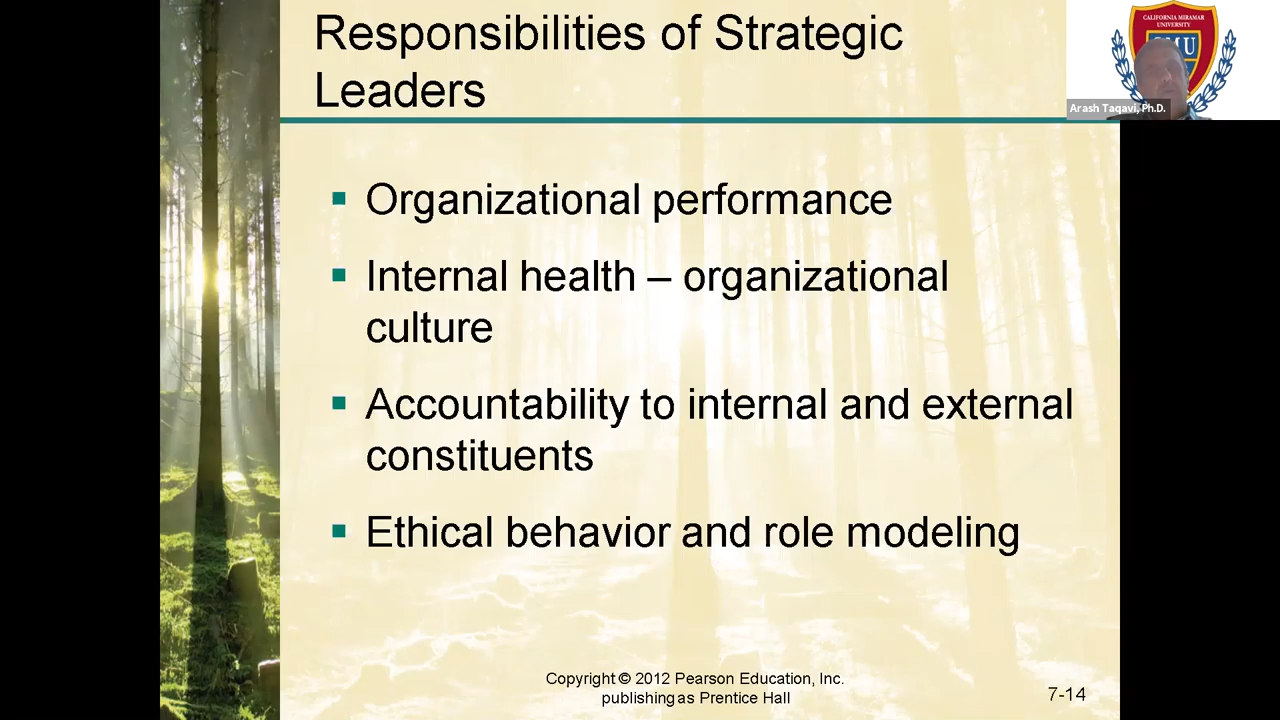 Responsibilities of Strategic
Leaders
CALIFORNIA MIRAMAR
UNIVERSITY
Arash Taqavi, Ph.D.
▪ Organizational performance
▪ Internal health – organizational
culture
▪ Accountability to internal and external
constituents
▪ Ethical behavior and role modeling
Copyright © 2012 Pearson Education, Inc.
publishing as Prentice Hall
7-14